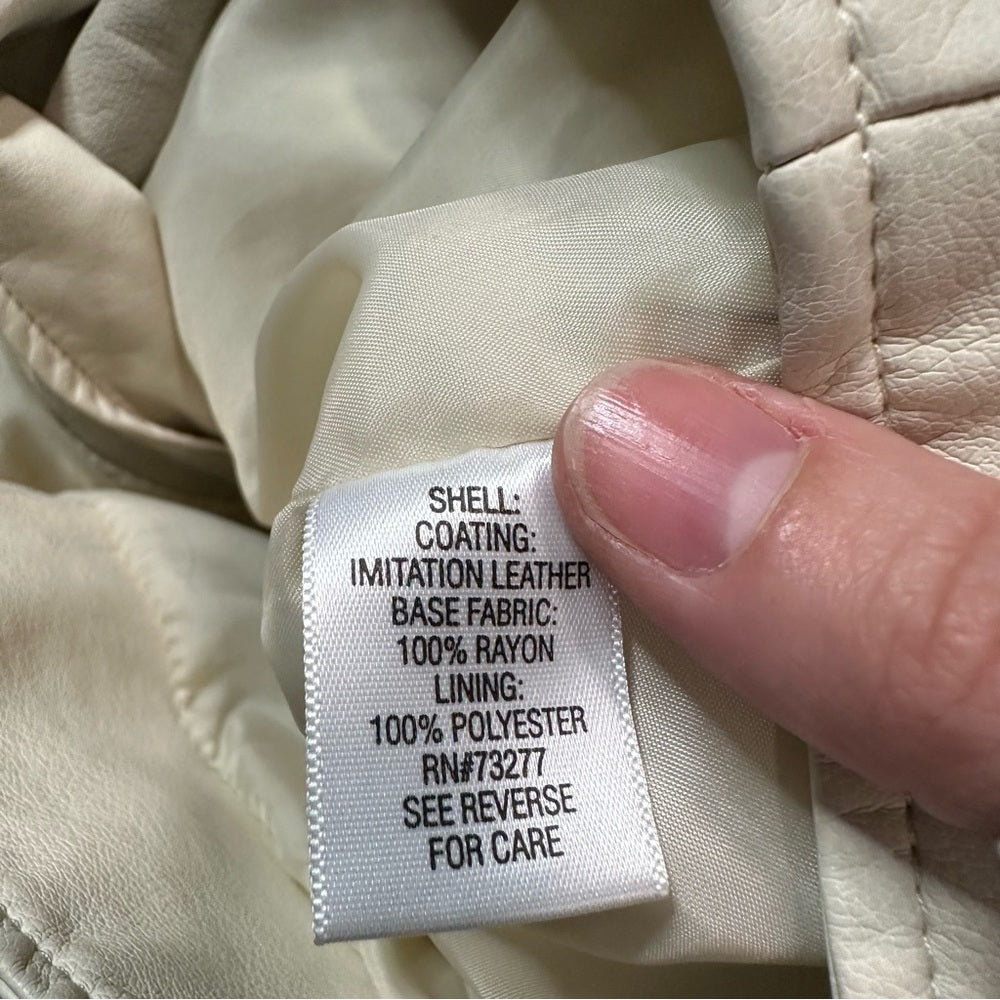 SHELL:
COATING:
IMITATION LEATHER
BASE FABRIC:
100% RAYON
LINING:
100% POLYESTER
RN#73277
SEE REVERSE
FOR CARE